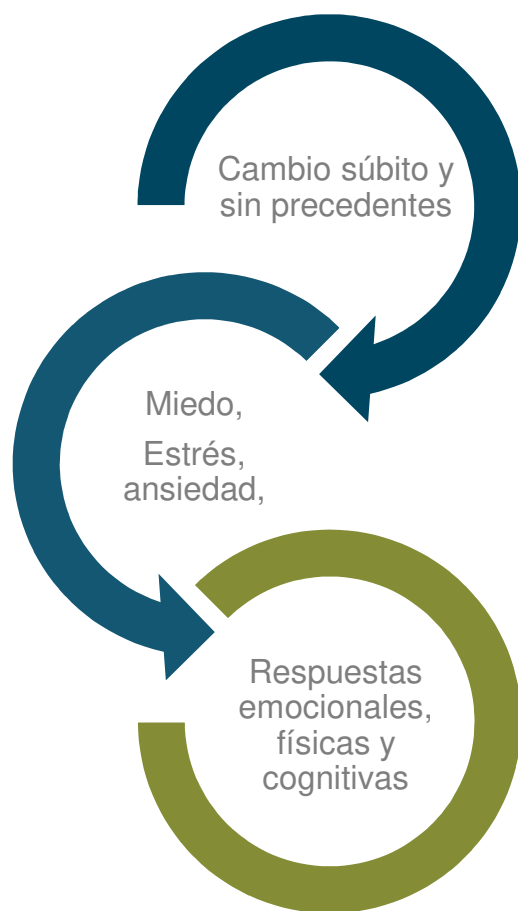 Cambio súbito y
sin precedentes
Miedo,
Estrés,
ansiedad,
Respuestas
emocionales,
físicas y
cognitivas